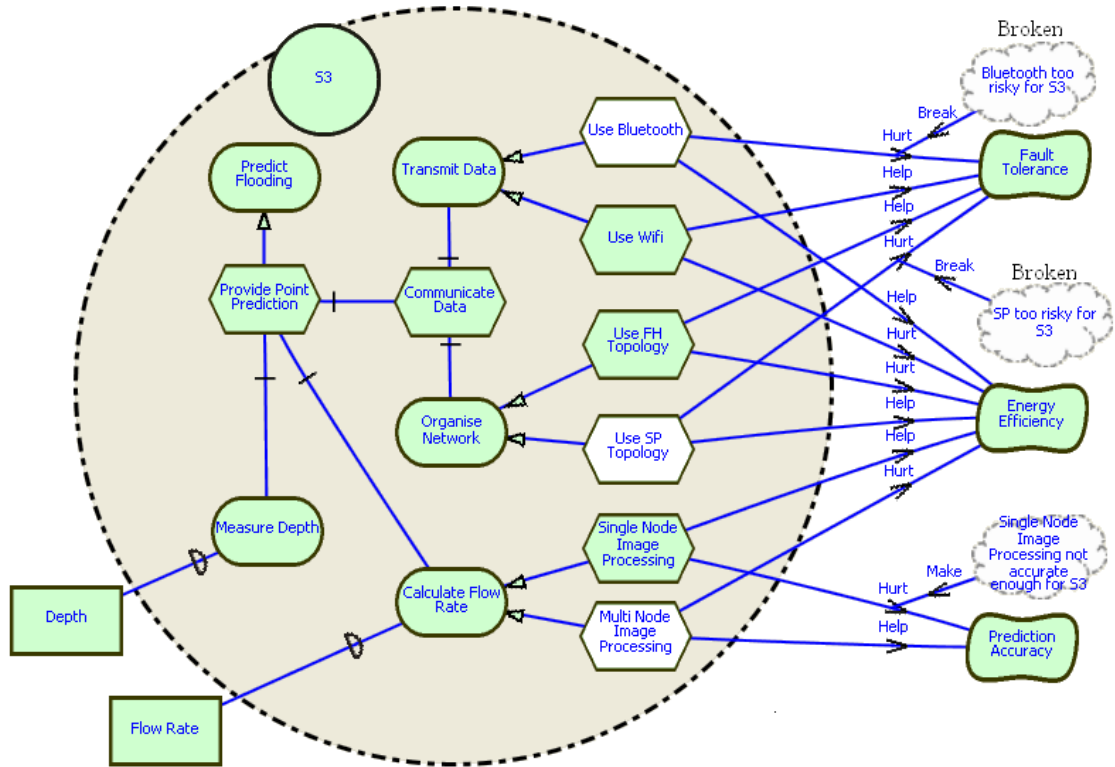 S3
Broken
Bluetooth too
risky for S3
Break
Use Bluetooth
Hurt
Predict
Flooding
Transmit Data
Fault
Tolerance
Help
Help
Use Wifi
Hurt
Break
Broken
Provide Point
Prediction
Communicate
Data
Help
SP too risky for
S3
Use FH
Topology
Hurt
Hurt
Organise
Network
Use SP
Topology
Help
Energy
Efficiency
Help
Hurt
Measure Depth
Single Node
Image
Processing
Single Node
Image
Processing not
accurate
enough for S3
Make
Calculate Flow
Rate
Hurt
Depth
Multi Node
Image
Processing
Help
Prediction
Accuracy
Flow Rate